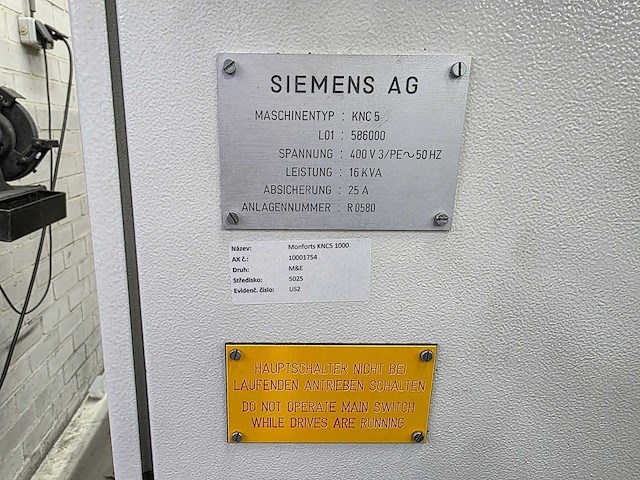 SIEMENS AG
MASCHINENTYP : KNC 5
L01 : 586000
SPANNUNG : 400 V 3/PE~50 HZ
LEISTUNG : 16 KVA
ABSICHERUNG : 25 A
ANLAGENNUMMER : R 0580
Název: Monforts KNC5 1000
AX č.: 10001754
Druh: M&E
Středisko: 5025
Evidenč. číslo: US2
HAUPTSCHALTER NICHT BEI
LAUFENDEN ANTRIEBEN SCHALTEN
DO NOT OPERATE MAIN SWITCH
WHILE DRIVES ARE RUNNING